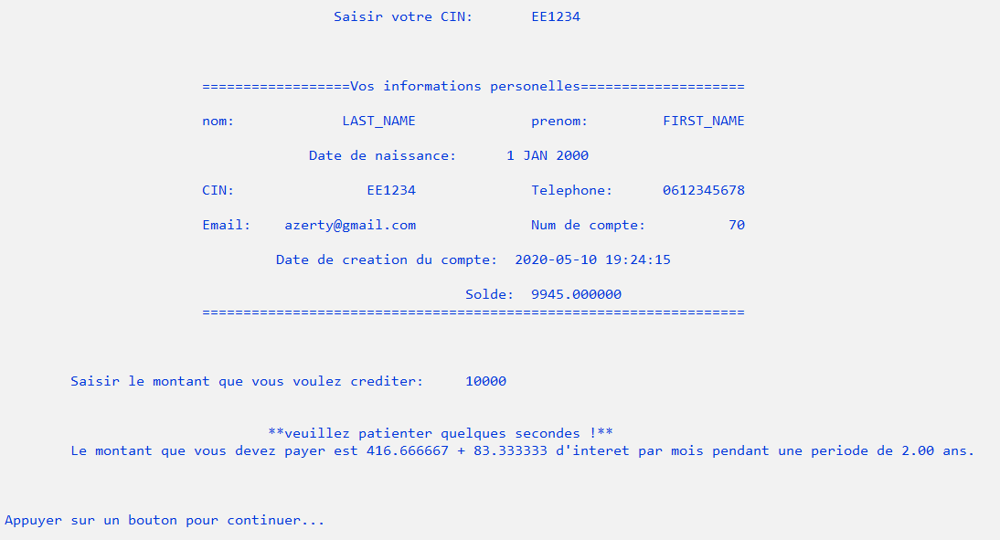 Saisir votre CIN: EE1234
==================Vos informations personelles====================
nom: LAST_NAME prenom: FIRST_NAME
Date de naissance: 1 JAN 2000
CIN: EE1234 Telephone: 0612345678
Email: azerty@gmail.com Num de compte: 70
Date de creation du compte: 2020-05-10 19:24:15
Solde: 9945.000000
==================================================================
Saisir le montant que vous voulez crediter: 10000
**veuillez patienter quelques secondes !**
Le montant que vous devez payer est 416.666667 + 83.333333 d'interet par mois pendant une periode de 2.00 ans.
Appuyer sur un bouton pour continuer...